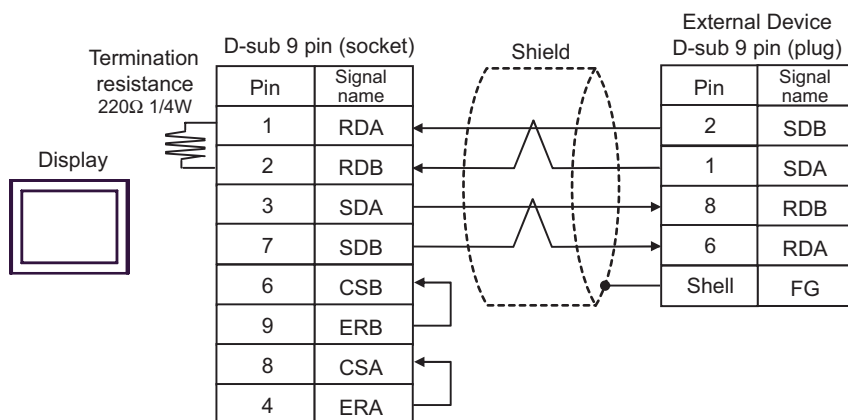 External Device
D-sub 9 pin (socket)
Shield
D-sub 9 pin (plug)
Termination
resistance
220Ω 1/4W
Display
Pin Signal name
1 RDA
2 RDB
3 SDA
7 SDB
6 CSB
9 ERB
8 CSA
4 ERA
Pin Signal name
2 SDB
1 SDA
8 RDB
6 RDA
Shell FG